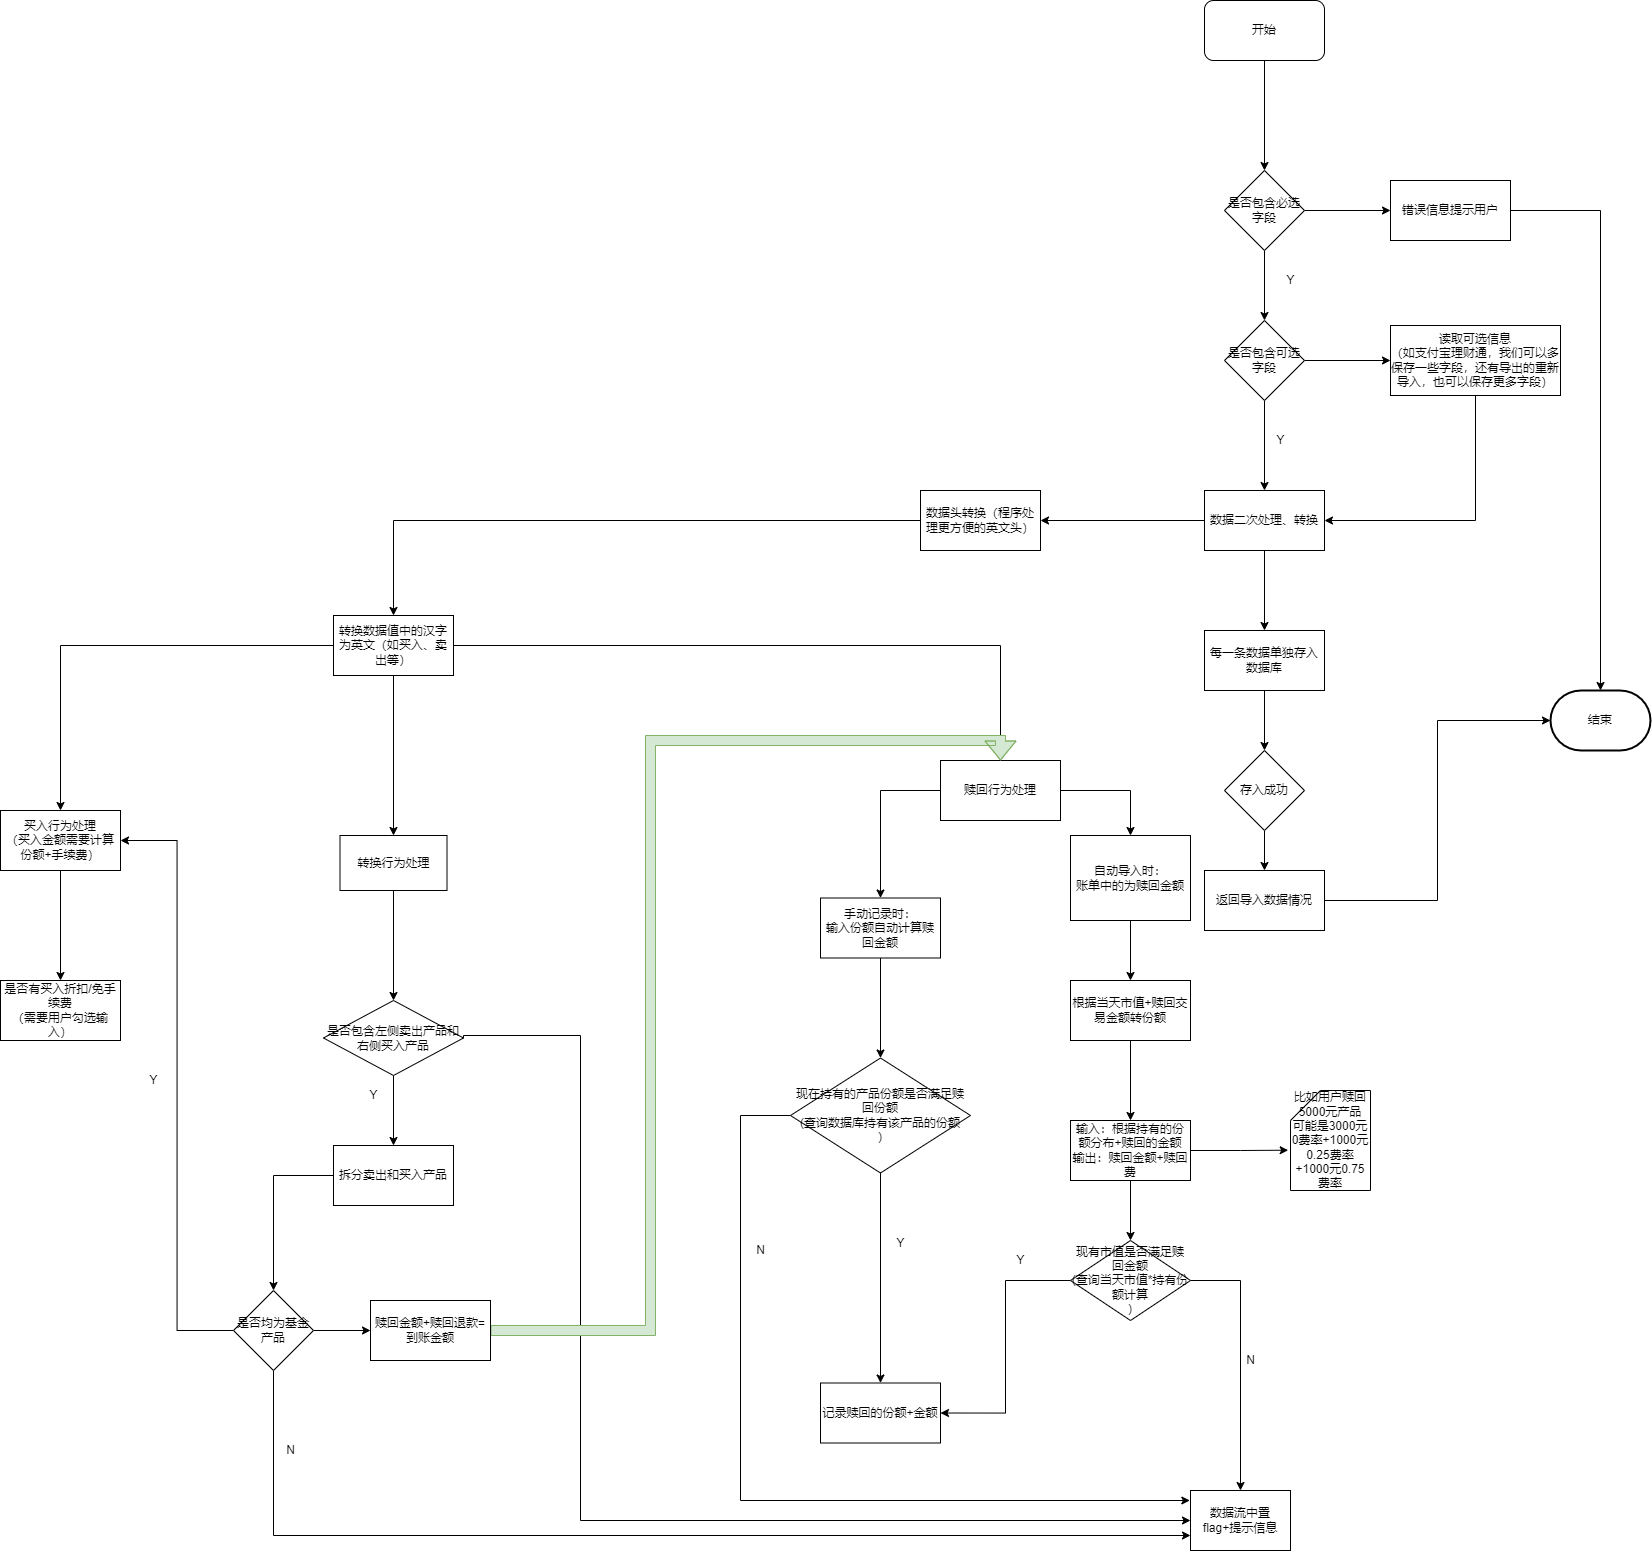 开始
是否包含必选
字段
错误信息提示用户
Y
是否包含可选
字段
读取可选信息
（如支付宝理财通，我们可以多
保存一些字段，还有导出的重新
导入，也可以保存更多字段）
Y
数据头转换（程序处
理更方便的英文头）
数据二次处理、转换
转换数据值中的汉字
为英文（如买入、卖
出等）
每一条数据单独存入
数据库
结束
赎回行为处理
存入成功
买入行为处理
（买入金额需要计算
份额+手续费）
转换行为处理
自动导入时：
账单中的为赎回金额
返回导入数据情况
手动记录时：
输入份额自动计算赎
回金额
是否有买入折扣/免手
续费
（需要用户勾选输
入）
根据当天市值+赎回交
易金额转份额
是否包含左侧卖出产品和
右侧买入产品
Y
Y
现在持有的产品份额是否满足赎
回份额
(查询数据库持有该产品的份额
)
输入：根据持有的份
额分布+赎回的金额
输出：赎回金额+赎回
费
比如用户赎回
5000元产品
可能是3000元
0费率+1000元
0.25费率
+1000元0.75
费率
拆分卖出和买入产品
N
Y
Y
现有市值是否满足赎
回金额
(查询当天市值*持有份
额计算
)
是否均为基金
产品
赎回金额+赎回退款=
到账金额
N
记录赎回的份额+金额
N
数据流中置
flag+提示信息